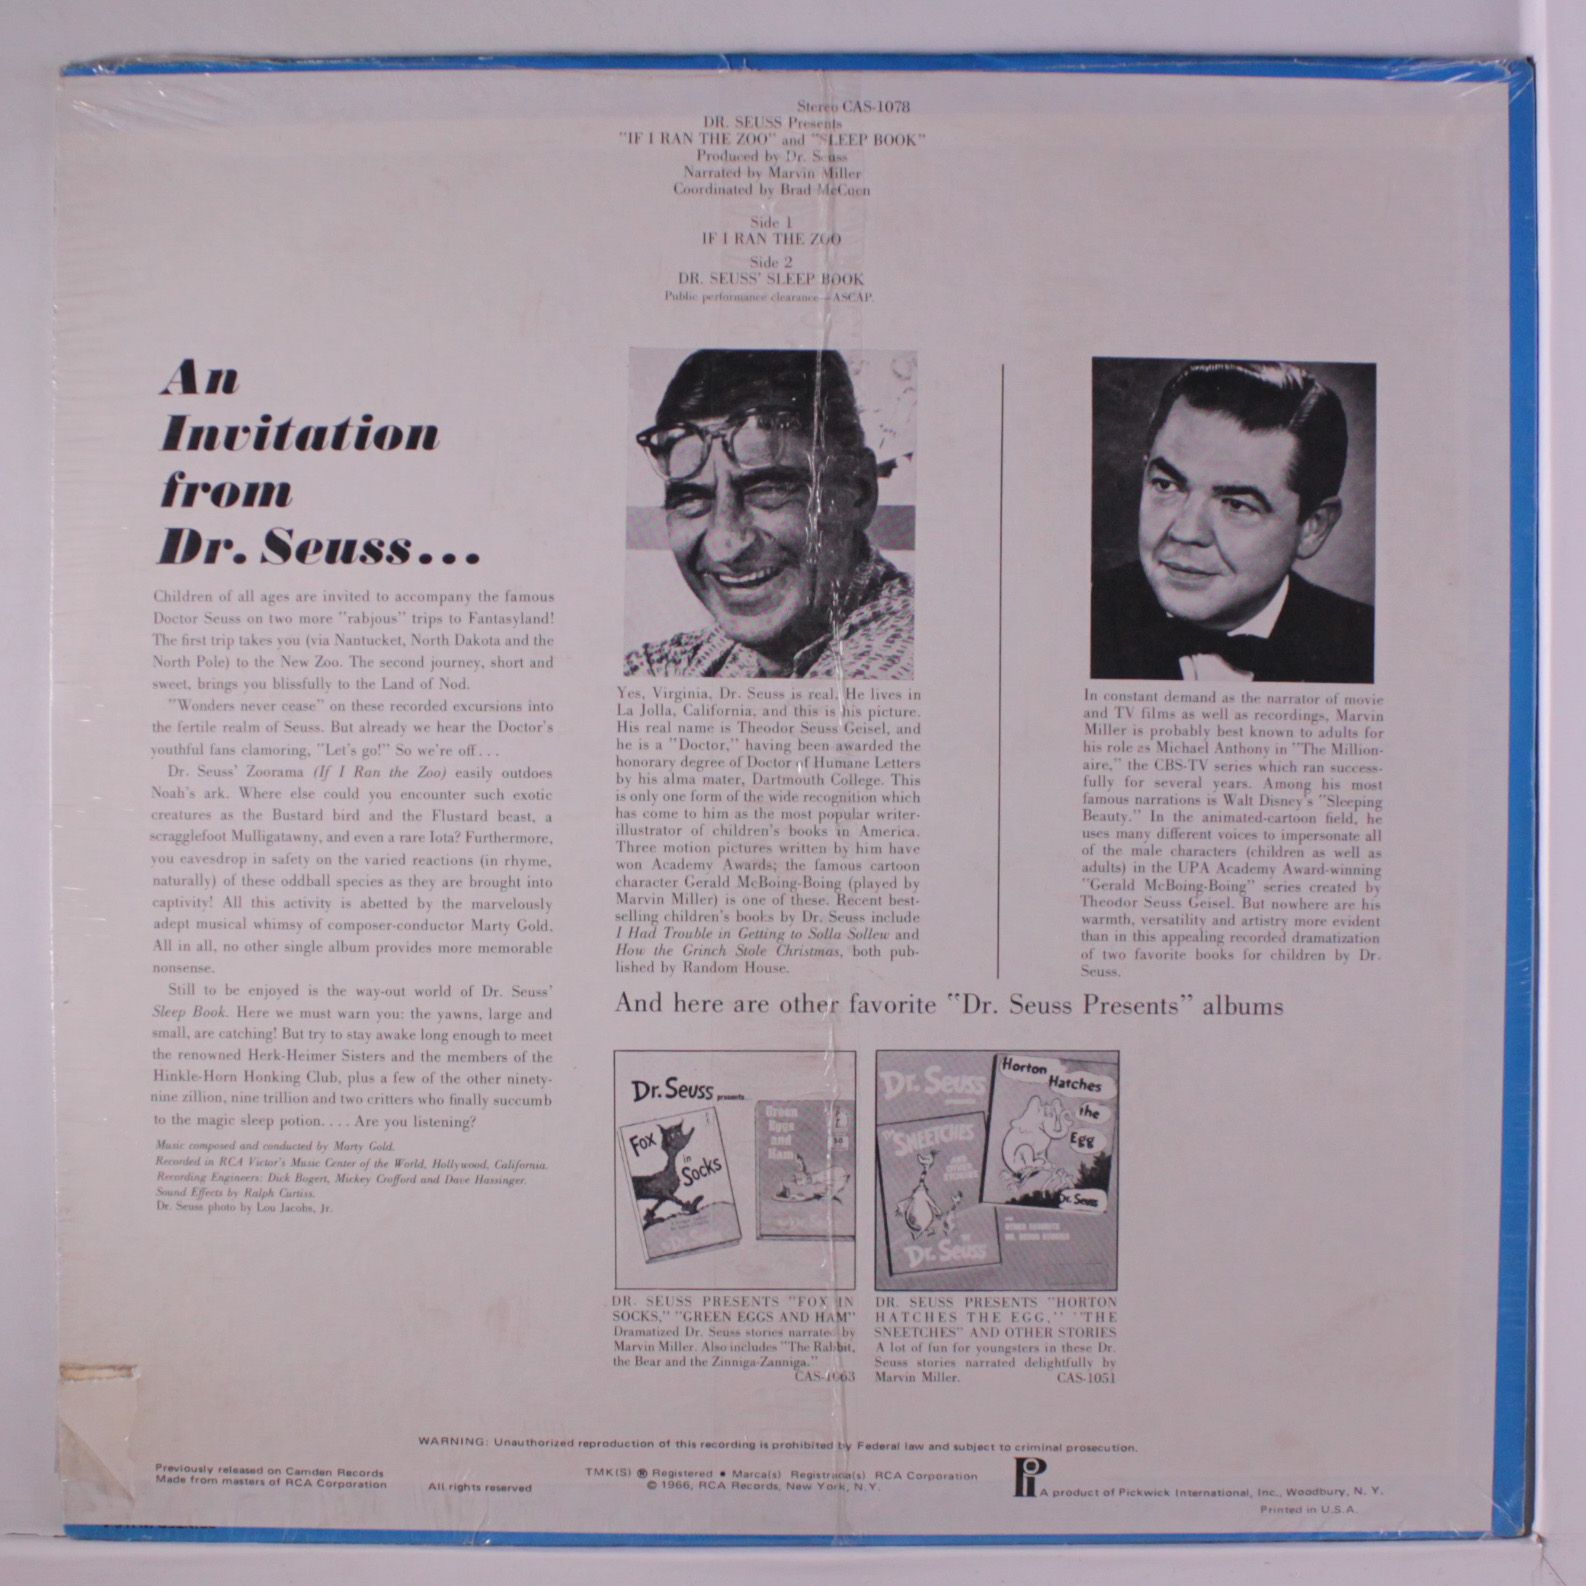 Stereo CAS-1078
DR. SEUSS Presents
"IF I RAN THE ZOO" and "SLEEP BOOK"
Produced by Dr. Seuss
Narrated by Marvin Miller
Coordinated by Brad McCuen
Side 1
IF I RAN THE ZOO
Side 2
DR. SEUSS' SLEEP BOOK
Public performance clearance—ASCAP.
An
Invitation
from
Dr. Seuss...
Children of all ages are invited to accompany the famous
Doctor Seuss on two more "rabjous" trips to Fantasyland!
The first trip takes you (via Nantucket, North Dakota and the
North Pole) to the New Zoo. The second journey, short and
sweet, brings you blissfully to the Land of Nod.
"Wonders never cease" on these recorded excursions into
the fertile realm of Seuss. But already we hear the Doctor's
youthful fans clamoring, "Let's go!" So we're off...
Dr. Seuss' Zoorama (If I Ran the Zoo) easily outdoes
Noah's ark. Where else could you encounter such exotic
creatures as the Bustard bird and the Flustard beast, a
scragglefoot Mulligatawny, and even a rare Iota? Furthermore,
you eavesdrop in safety on the varied reactions (in rhyme,
naturally) of these oddball species as they are brought into
captivity! All this activity is abetted by the marvelously
adept musical whimsy of composer-conductor Marty Gold.
All in all, no other single album provides more memorable
nonsense.
Still to be enjoyed is the way-out world of Dr. Seuss'
Sleep Book. Here we must warn you: the yawns, large and
small, are catching! But try to stay awake long enough to meet
the renowned Herk-Heimer Sisters and the members of the
Hinkle-Horn Honking Club, plus a few of the other ninety-
nine zillion, nine trillion and two critters who finally succumb
to the magic sleep potion.... Are you listening?
Music composed and conducted by Marty Gold.
Recorded in RCA Victor's Music Center of the World, Hollywood, California.
Recording Engineers: Dick Bogert, Mickey Crofford and Dave Hassinger.
Sound Effects by Ralph Curtiss.
Dr. Seuss photo by Lou Jacobs, Jr.
Yes, Virginia, Dr. Seuss is real. He lives in
La Jolla, California, and this is his picture.
His real name is Theodor Seuss Geisel, and
he is a "Doctor," having been awarded the
honorary degree of Doctor of Humane Letters
by his alma mater, Dartmouth College. This
is only one form of the wide recognition which
has come to him as the most popular writer-
illustrator of children's books in America.
Three motion pictures written by him have
won Academy Awards; the famous cartoon
character Gerald McBoing-Boing (played by
Marvin Miller) is one of these. Recent best-
selling children's books by Dr. Seuss include
I Had Trouble in Getting to Solla Sollew and
How the Grinch Stole Christmas, both pub-
lished by Random House.
In constant demand as the narrator of movie
and TV films as well as recordings, Marvin
Miller is probably best known to adults for
his role as Michael Anthony in "The Million-
aire," the CBS-TV series which ran success-
fully for several years. Among his most
famous narrations is Walt Disney's "Sleeping
Beauty." In the animated-cartoon field, he
uses many different voices to impersonate all
of the male characters (children as well as
adults) in the UPA Academy Award-winning
"Gerald McBoing-Boing" series created by
Theodor Seuss Geisel. But nowhere are his
warmth, versatility and artistry more evident
than in this appealing recorded dramatization
of two favorite books for children by Dr.
Seuss.
And here are other favorite "Dr. Seuss Presents" albums
Dr. Seuss presents...
Fox
in
Socks
Green
Eggs
and
Ham
Dr. Seuss
THE SNEETCHES
AND OTHER STORIES
BY
Dr. Seuss
Horton
Hatches
the
Egg
Dr. Seuss
AND
OTHER FAVORITE
DR. SEUSS STORIES
DR. SEUSS PRESENTS "FOX IN
SOCKS," "GREEN EGGS AND HAM"
Dramatized Dr. Seuss stories narrated by
Marvin Miller. Also includes "The Rabbit,
the Bear and the Zinniga-Zanniga."
CAS-1063
DR. SEUSS PRESENTS "HORTON
HATCHES THE EGG," "THE
SNEETCHES" AND OTHER STORIES
A lot of fun for youngsters in these Dr.
Seuss stories narrated delightfully by
Marvin Miller. CAS-1051
WARNING: Unauthorized reproduction of this recording is prohibited by Federal law and subject to criminal prosecution.
Previously released on Camden Records
Made from masters of RCA Corporation
All rights reserved
TMK(S) ® Registered • Marca(s) Registrada(s) RCA Corporation
© 1966, RCA Records, New York, N.Y.
Pi
A product of Pickwick International, Inc., Woodbury, N. Y.
Printed in U.S.A.